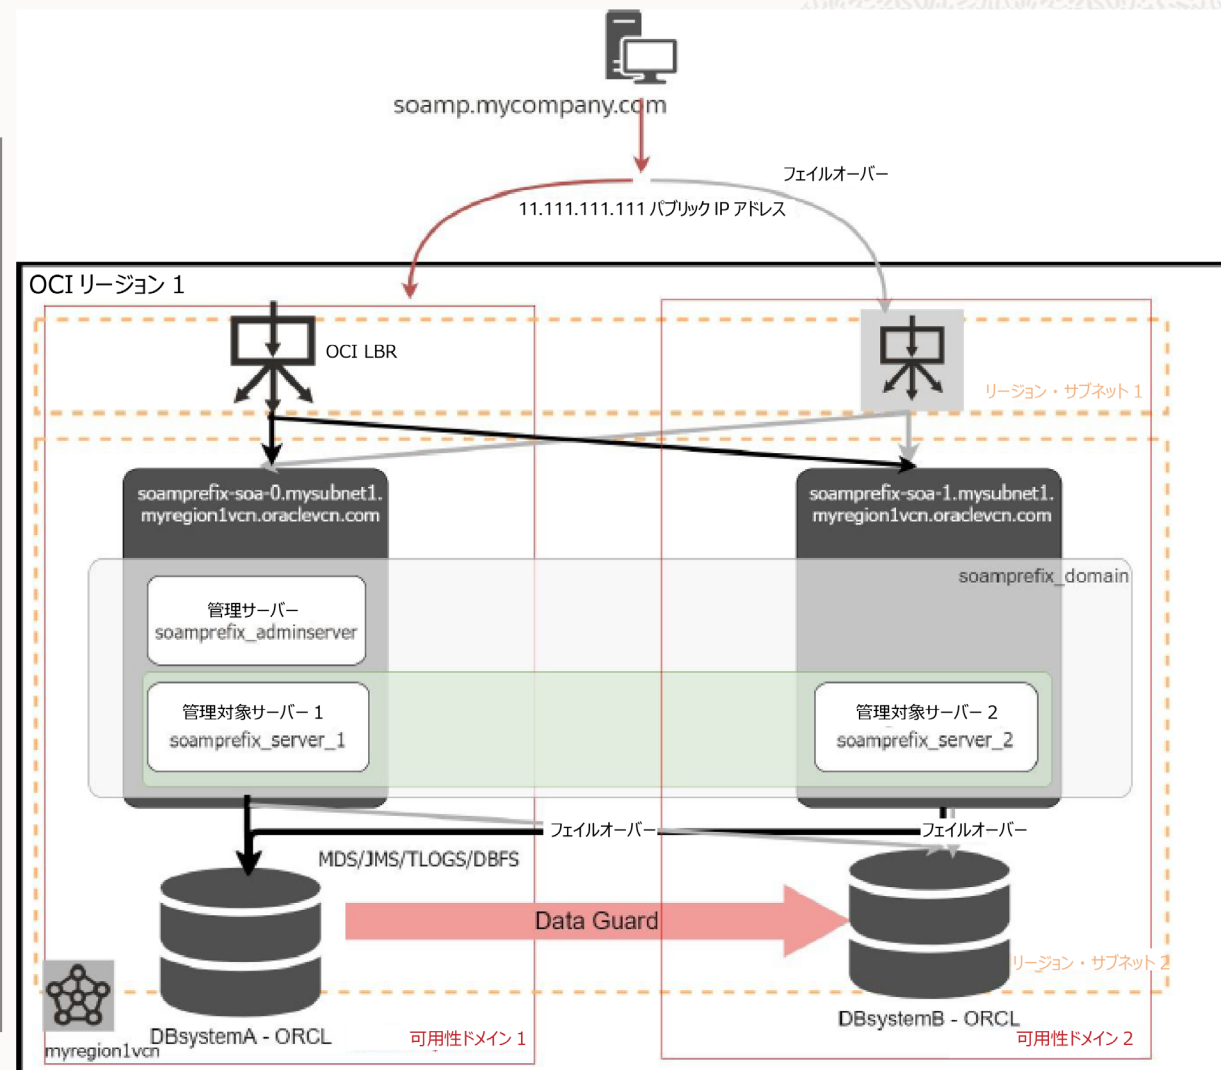 soamp.mycompany.com
フェイルオーバー
11.111.111.111 パブリック IP アドレス
OCI リージョン 1
OCI LBR
リージョン・サブネット 1
soamprefix-soa-0.mysubnet1.
myregion1vcn.oraclevcn.com
soamprefix-soa-1.mysubnet1.
myregion1vcn.oraclevcn.com
soamprefix_domain
管理サーバー
soamprefix_adminserver
管理対象サーバー 1
soamprefix_server_1
管理対象サーバー 2
soamprefix_server_2
フェイルオーバー
フェイルオーバー
MDS/JMS/TLOGS/DBFS
Data Guard
リージョン・サブネット 2
DBsystemA - ORCL
可用性ドメイン 1
DBsystemB - ORCL
可用性ドメイン 2
myregion1vcn